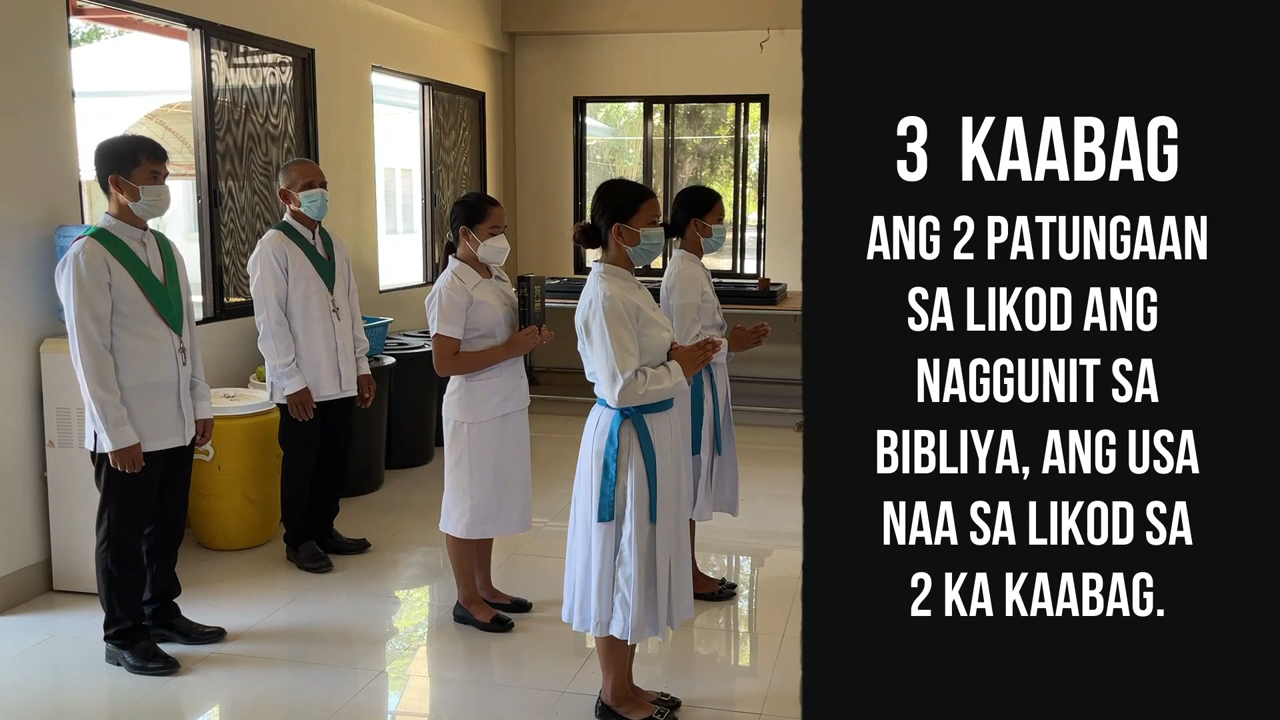 3 KAABAG
ANG 2 PATUNGAAN
SA LIKOD ANG
NAGGUNIT SA
BIBLIYA, ANG USA
NAA SA LIKOD SA
2 KA KAABAG.